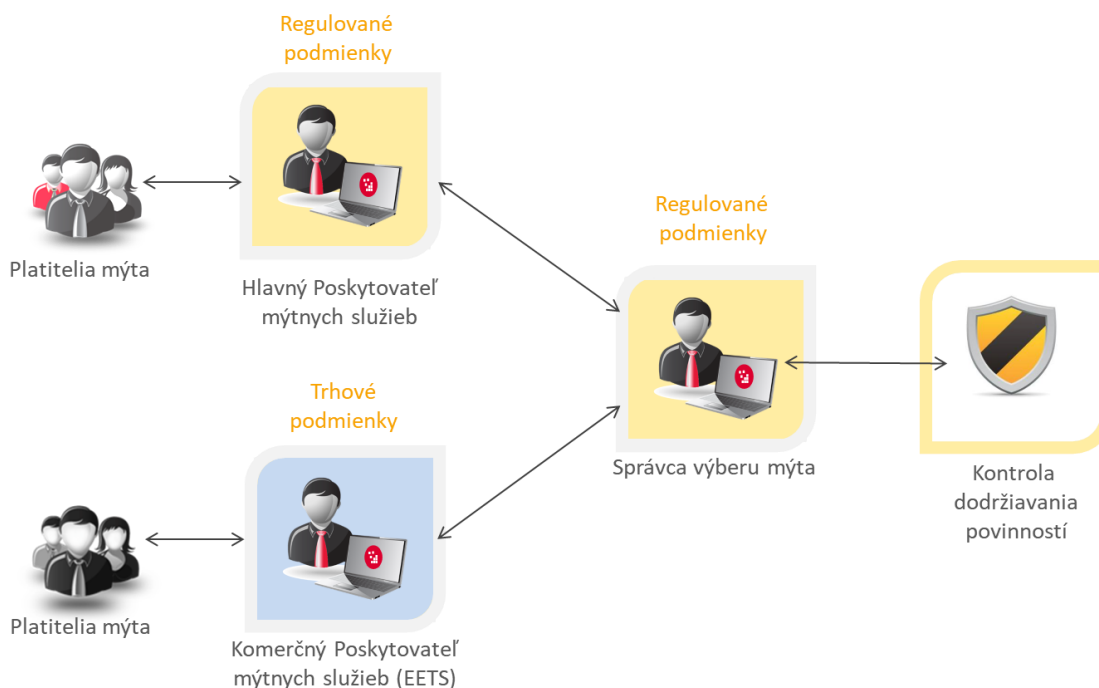 Regulované
podmienky
Platitelia mýta
Hlavný Poskytovateľ
mýtnych služieb
Regulované
podmienky
Správca výberu mýta
Kontrola
dodržiavania
povinností
Trhové
podmienky
Platitelia mýta
Komerčný Poskytovateľ
mýtnych služieb (EETS)